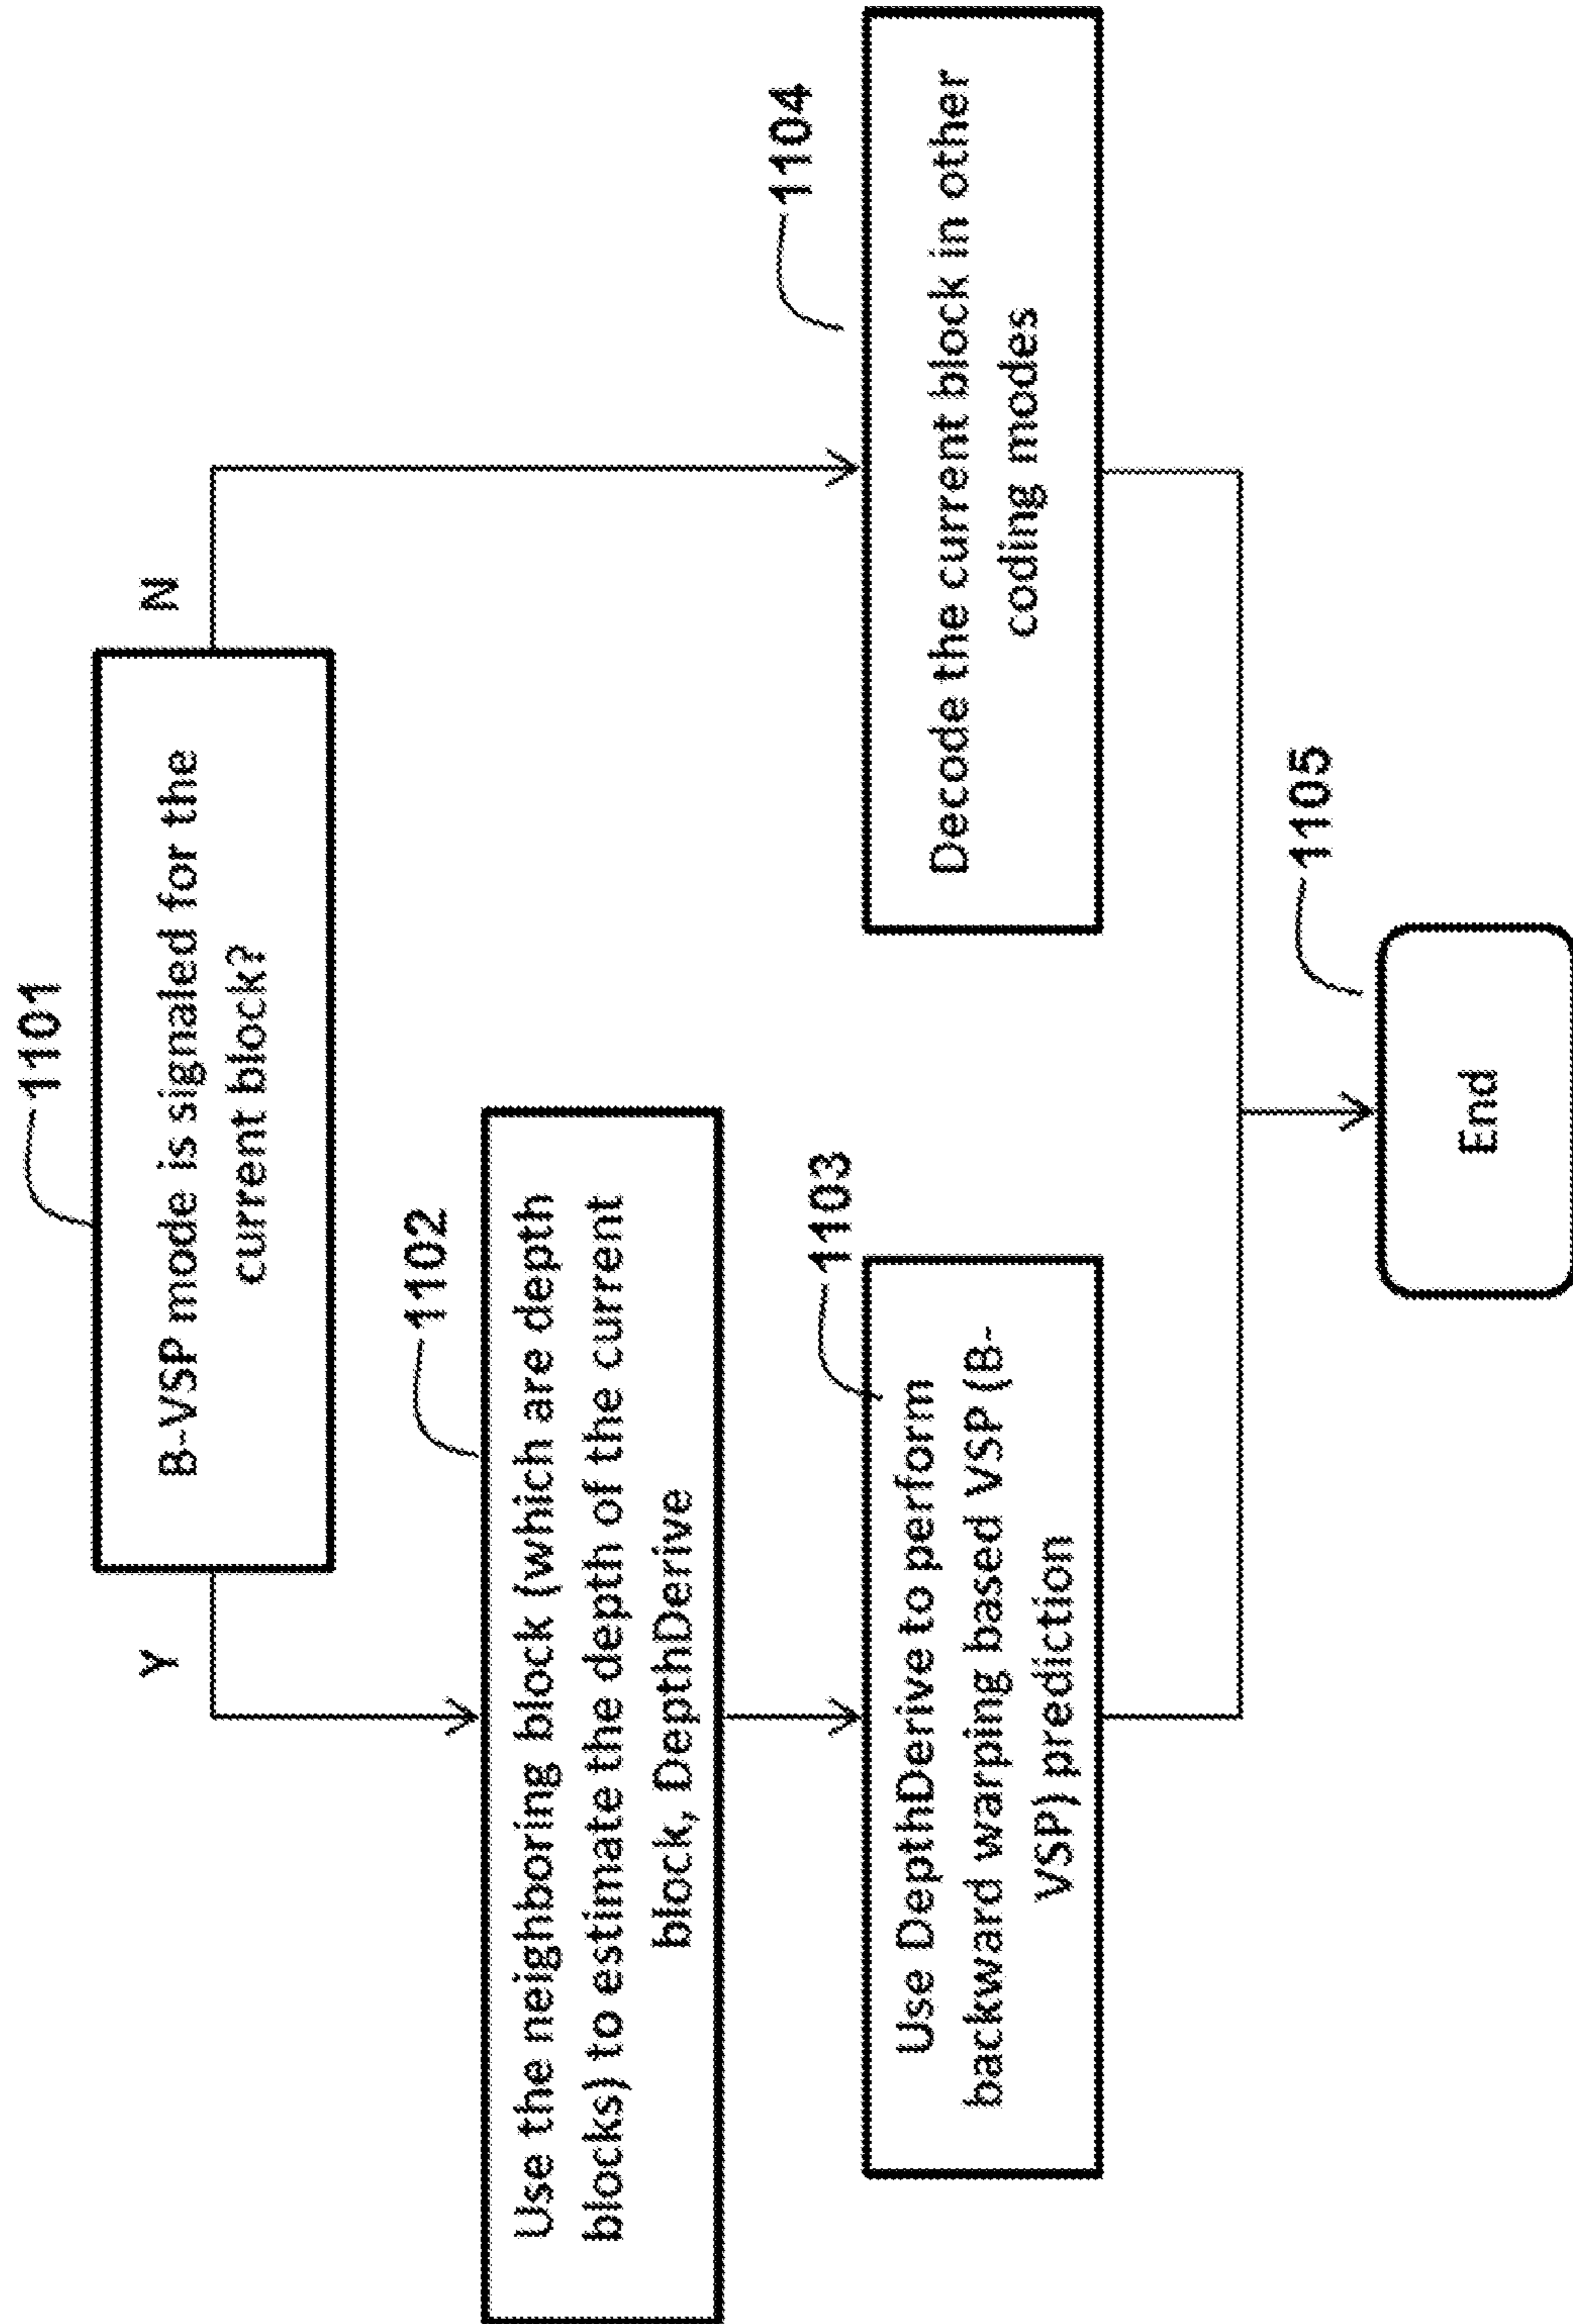 1101
B-VSP mode is signaled for the
current block?
Y
N
1102
Use the neighboring block (which are depth
blocks) to estimate the depth of the current
block, DepthDerive
1103
Use DepthDerive to perform
backward warping based VSP (B-
VSP) prediction
1104
Decode the current block in other
coding modes
1105
End